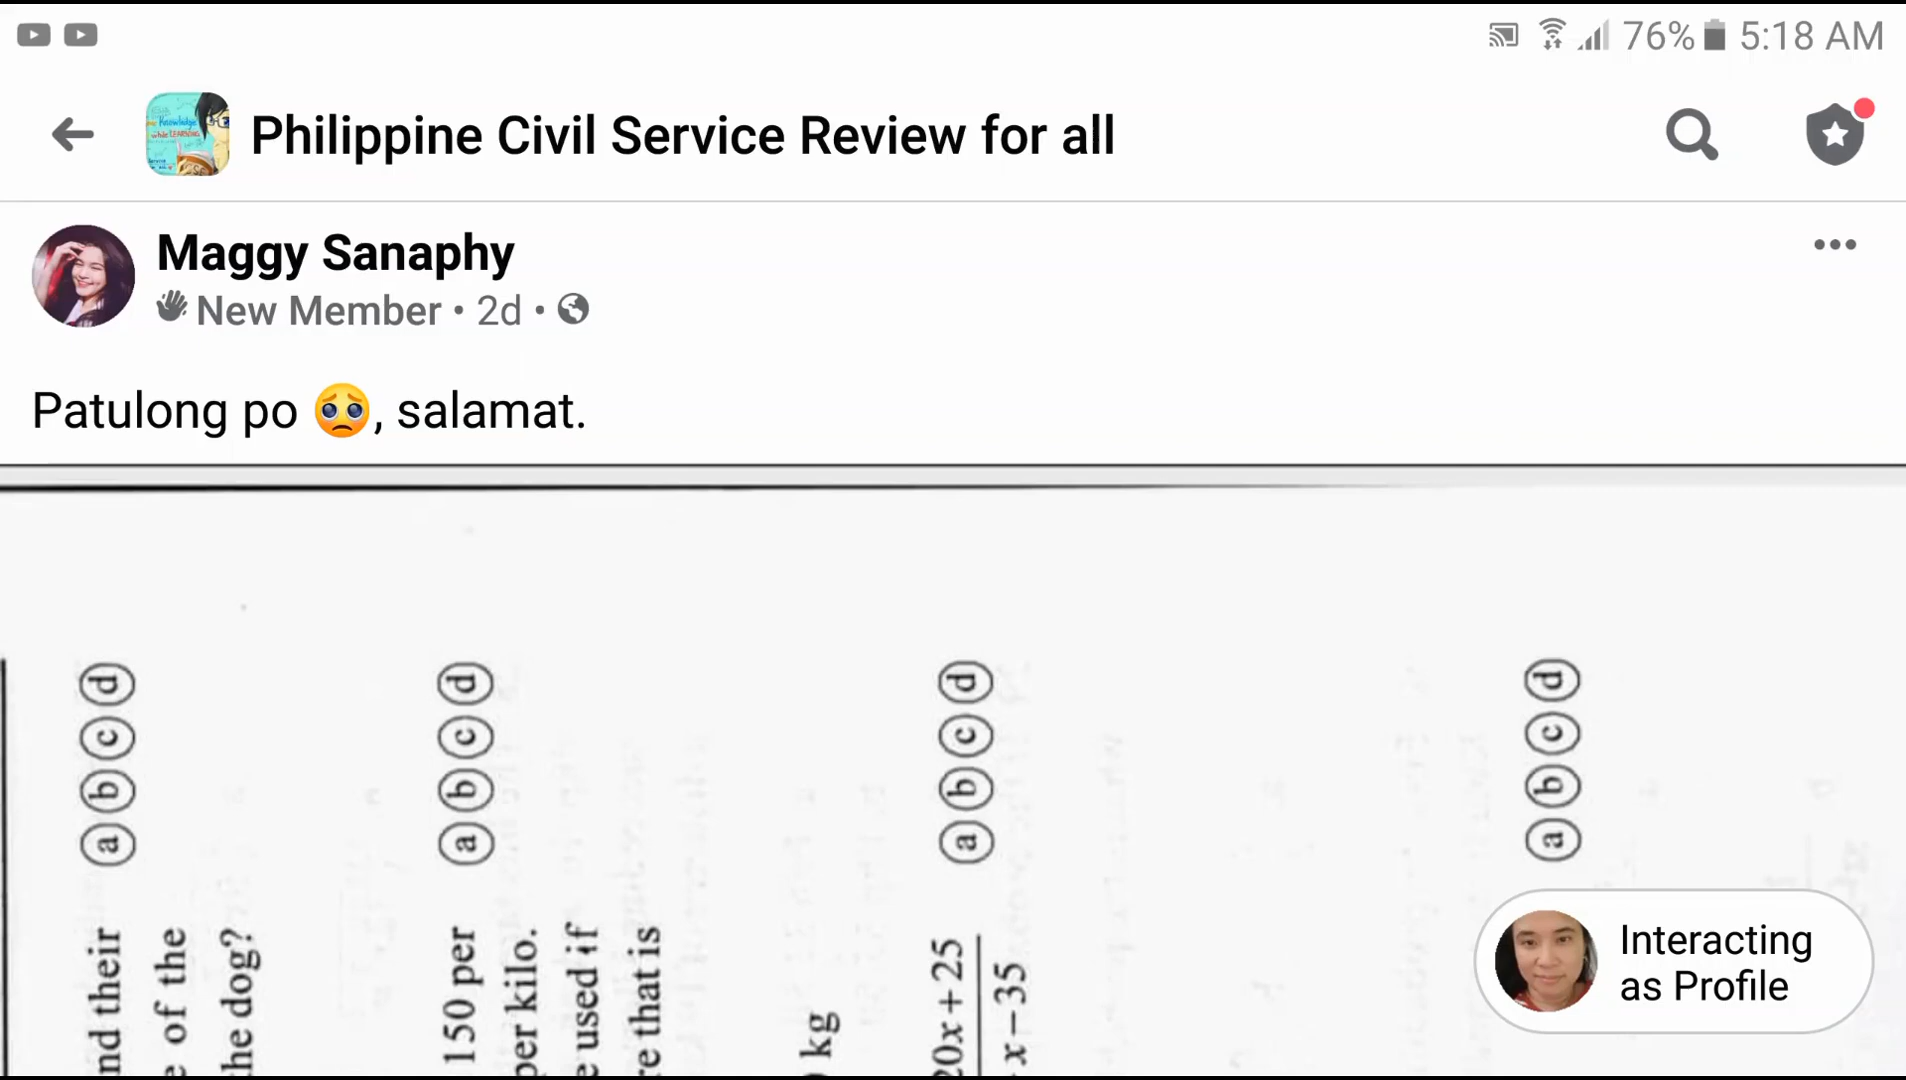 76% 5:18 AM
Philippine Civil Service Review for all
Maggy Sanaphy
New Member • 2d •
Patulong po 🥺, salamat.
a b c d
nd their
of the
the dog?
a b c d
150 per
per kilo.
used if
that is
kg
a b c d
20x+25
x−35
a b c d
Interacting
as Profile